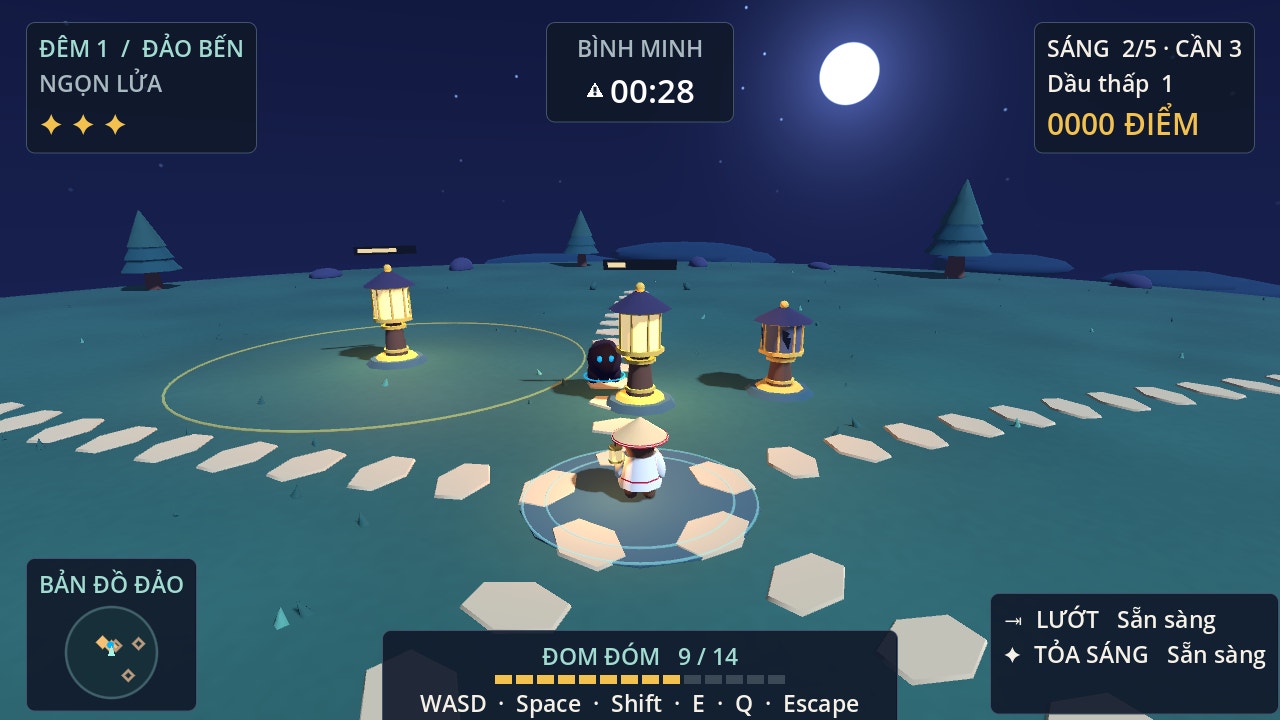 ĐÊM 1 / ĐẢO BẾN
NGỌN LỬA
BÌNH MINH
00:28
SÁNG 2/5 · CẦN 3
Dầu thấp 1
0000 ĐIỂM
BẢN ĐỒ ĐẢO
ĐOM ĐÓM 9 / 14
WASD · Space · Shift · E · Q · Escape
LƯỚT Sẵn sàng
TỎA SÁNG Sẵn sàng